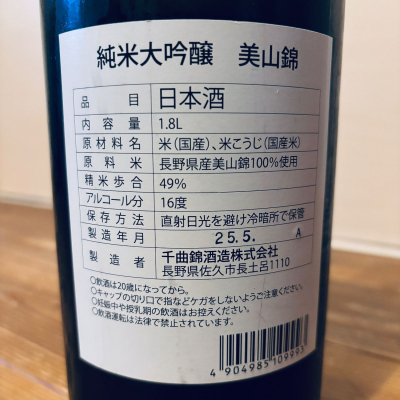 純米大吟醸 美山錦
品目 日本酒
内容量 1.8L
原材料名 米(国産)、米こうじ(国産米)
原料米 長野県産美山錦100%使用
精米歩合 49%
アルコール分 16度
保存方法 直射日光を避け冷暗所で保管
製造年月 25.5. A
製造者 千曲錦酒造株式会社
長野県佐久市長土呂1110
○飲酒は20歳になってから。
○キャップの切り口で指などケガをしないようご注意ください。
○妊娠中や授乳期の飲酒はお控えください。
○飲酒運転は法律で禁止されています。
4 904985 109993